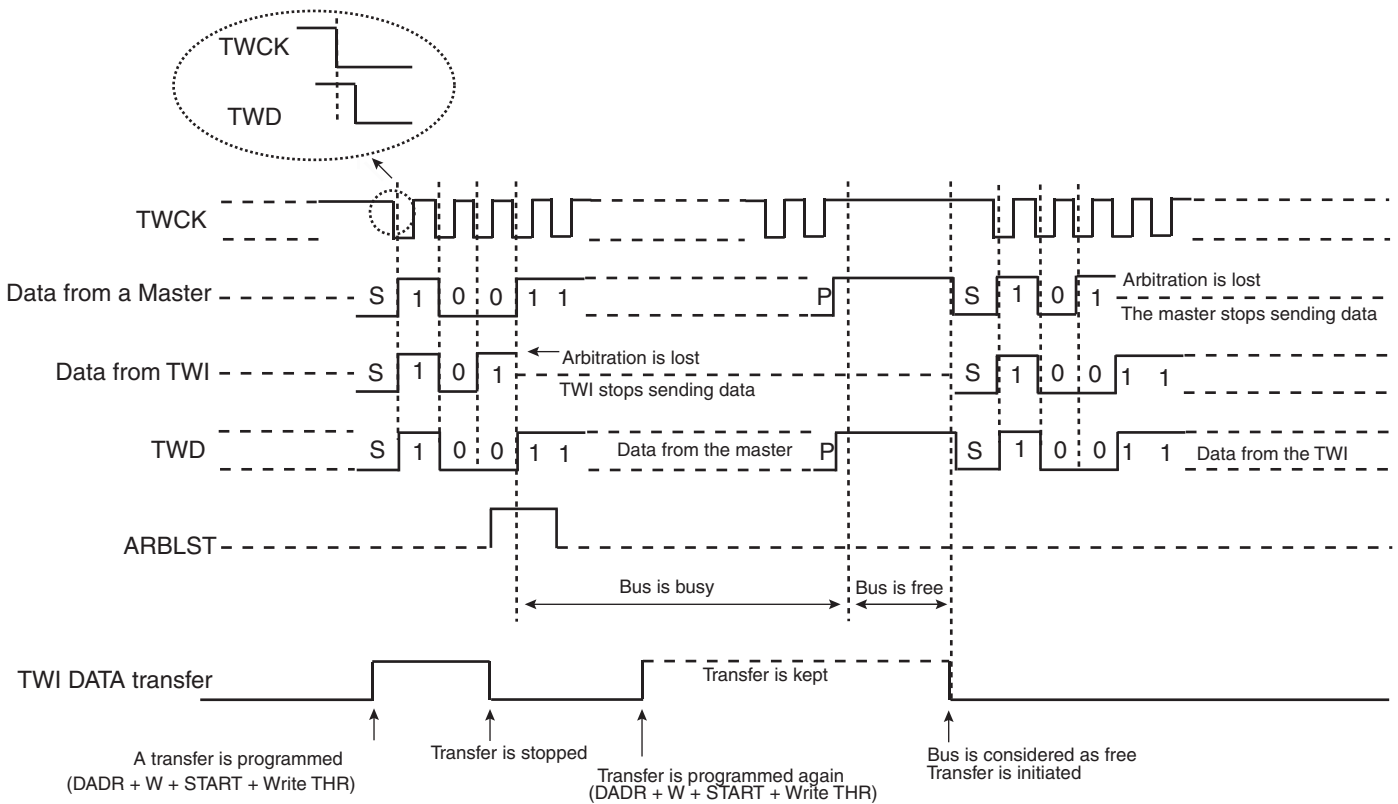 TWCK
TWD
TWCK
Data from a Master S 1 0 0 1 1 P S 1 0 1 Arbitration is lost
The master stops sending data
Data from TWI S 1 0 1 Arbitration is lost S 1 0 0 1 1
TWI stops sending data
TWD S 1 0 0 1 1 Data from the master P S 1 0 0 1 1 Data from the TWI
ARBLST
Bus is busy Bus is free
TWI DATA transfer Transfer is kept
A transfer is programmed
(DADR + W + START + Write THR)
Transfer is stopped
Transfer is programmed again
(DADR + W + START + Write THR)
Bus is considered as free
Transfer is initiated